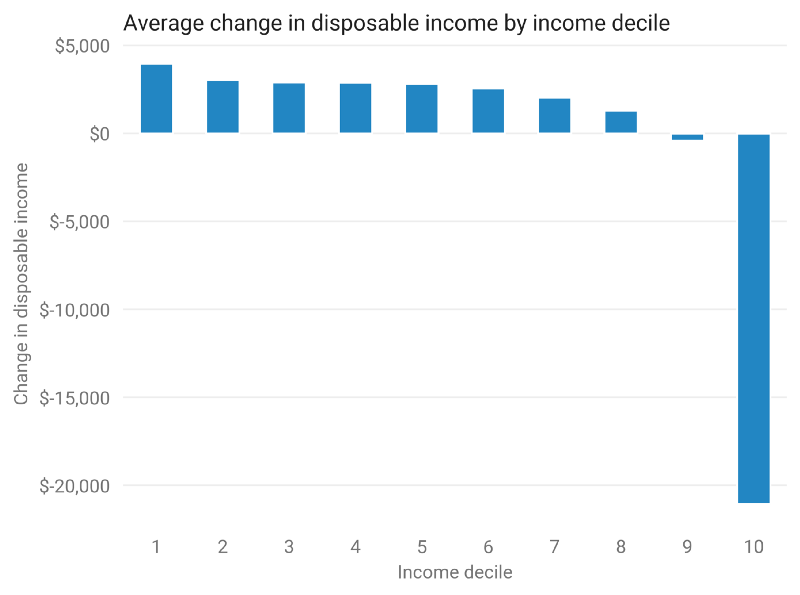 Average change in disposable income by income decile
$5,000
$0
$-5,000
$-10,000
$-15,000
$-20,000
Change in disposable income
1 2 3 4 5 6 7 8 9 10
Income decile